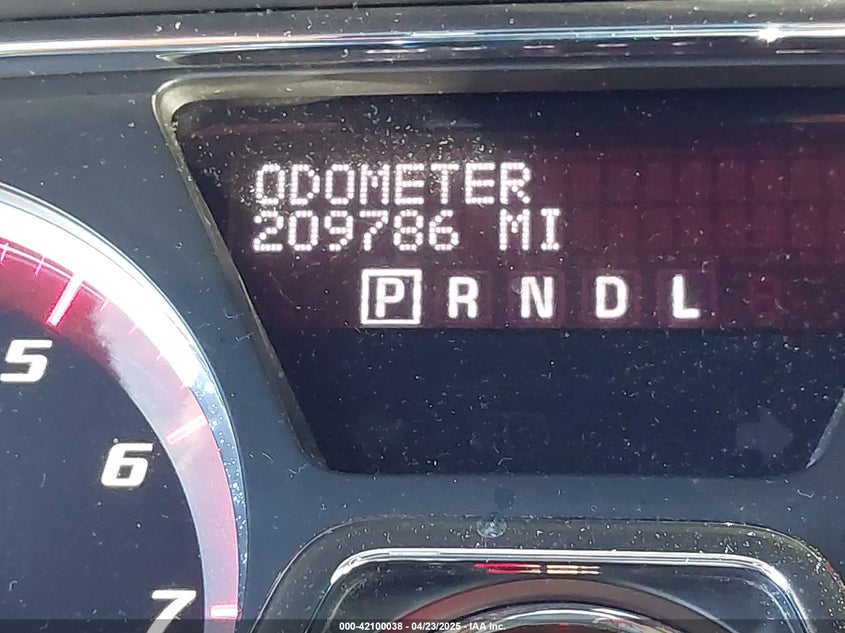 ODOMETER
209786 MI
P R N D L
5
6
7
000-42100038 - 04/23/2025 - IAA Inc.